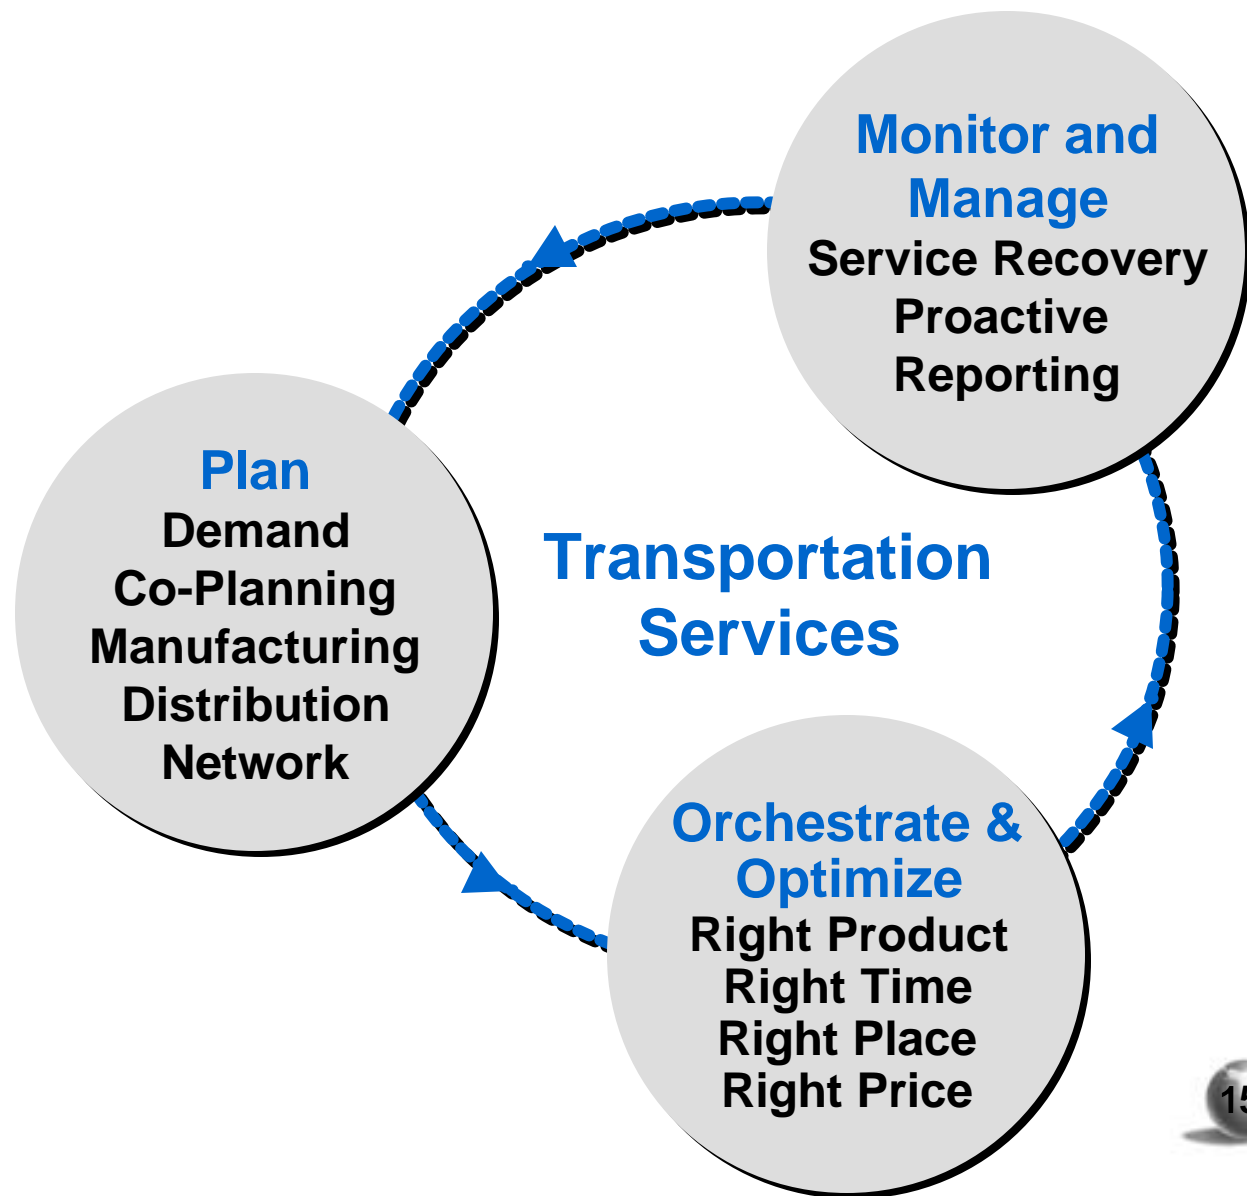 Monitor and
Manage
Service Recovery
Proactive
Reporting
Plan
Demand
Co-Planning
Manufacturing
Distribution
Network
Transportation
Services
Orchestrate &
Optimize
Right Product
Right Time
Right Place
Right Price
15